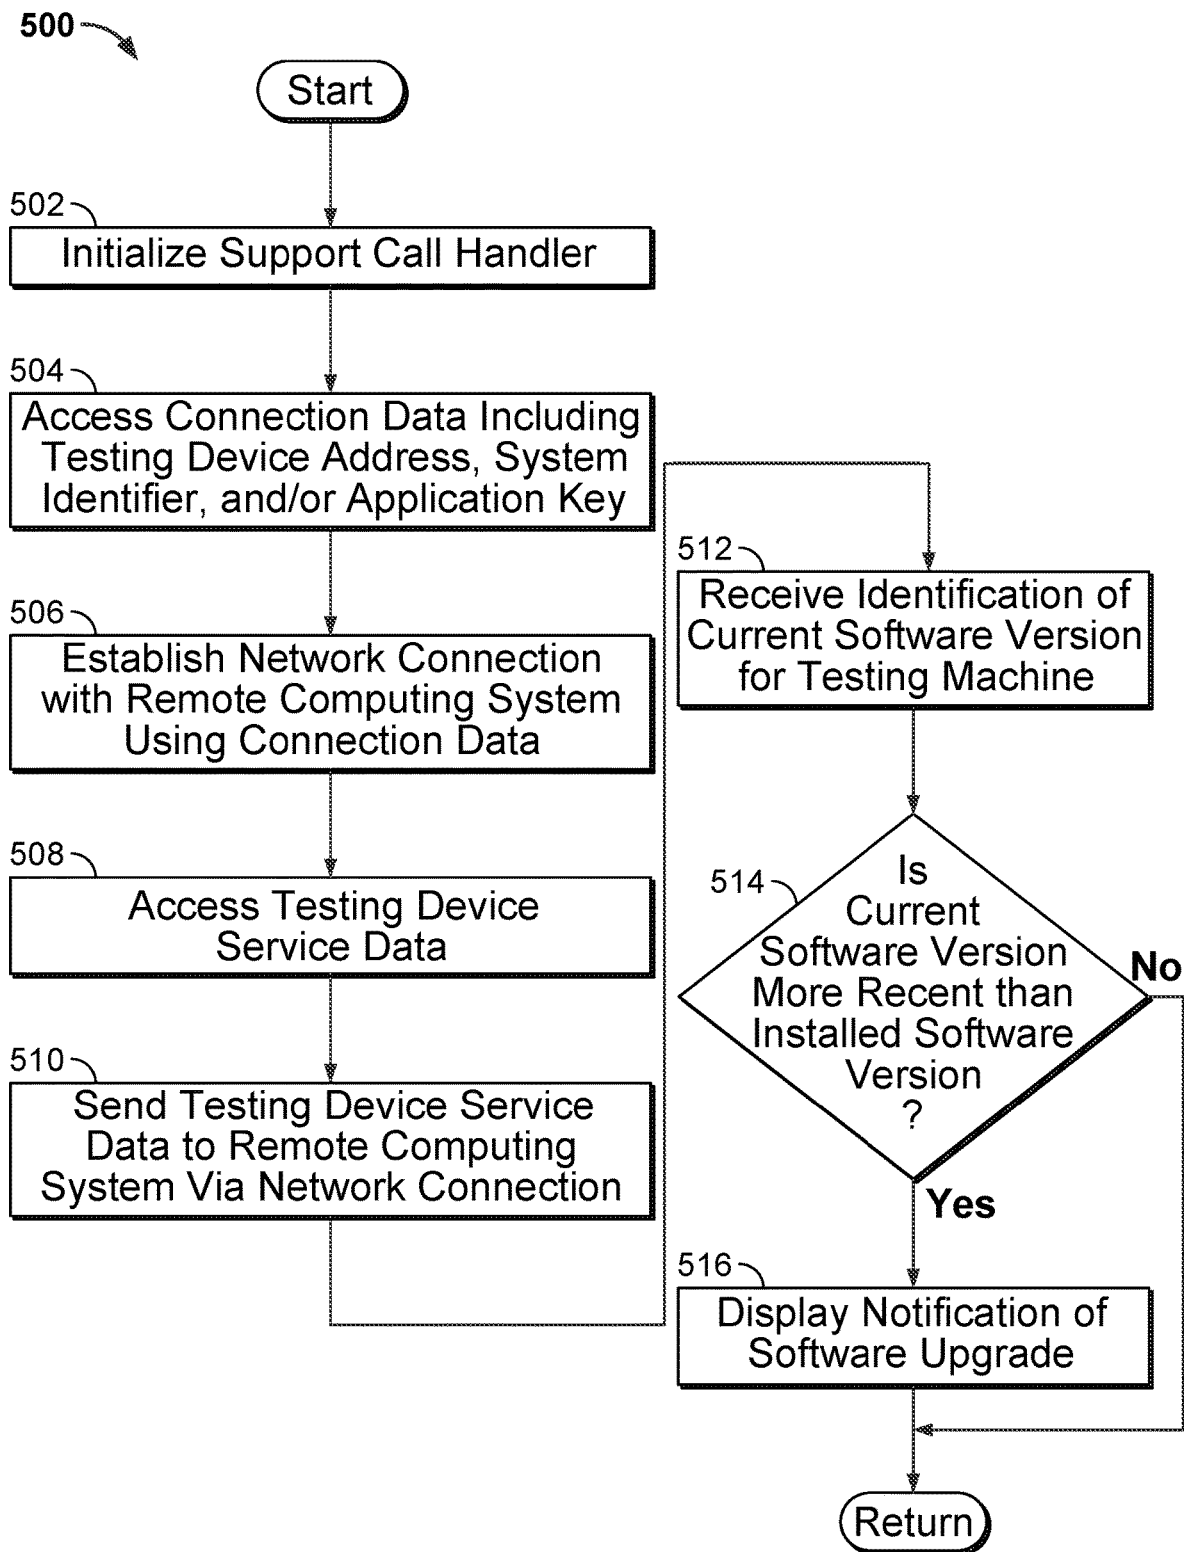 500
Start
502
Initialize Support Call Handler
504
Access Connection Data Including
Testing Device Address, System
Identifier, and/or Application Key
506
Establish Network Connection
with Remote Computing System
Using Connection Data
508
Access Testing Device
Service Data
510
Send Testing Device Service
Data to Remote Computing
System Via Network Connection
512
Receive Identification of
Current Software Version
for Testing Machine
514
Is
Current
Software Version
More Recent than
Installed Software
Version
?
No
Yes
516
Display Notification of
Software Upgrade
Return